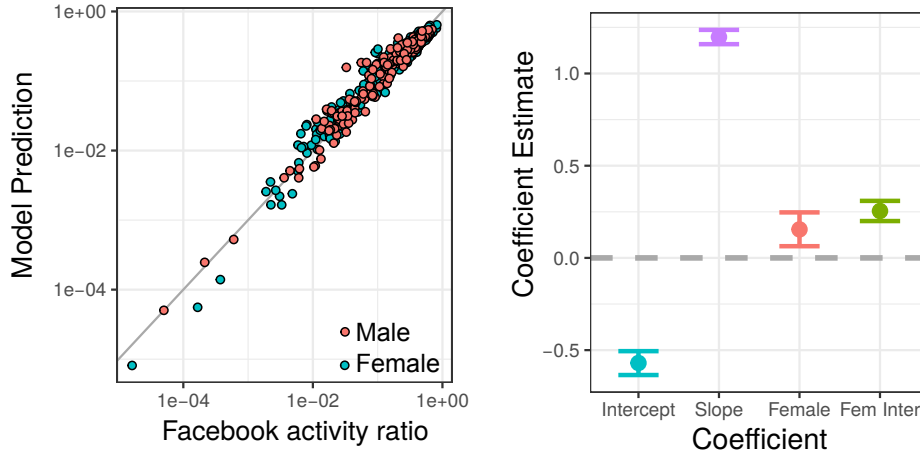 1e+00
1e-02
1e-04
Model Prediction
Male
Female
1e-04
1e-02
1e+00
Facebook activity ratio
1.0
0.5
0.0
−0.5
Coefficient Estimate
Intercept
Slope
Female
Fem Inter
Coefficient